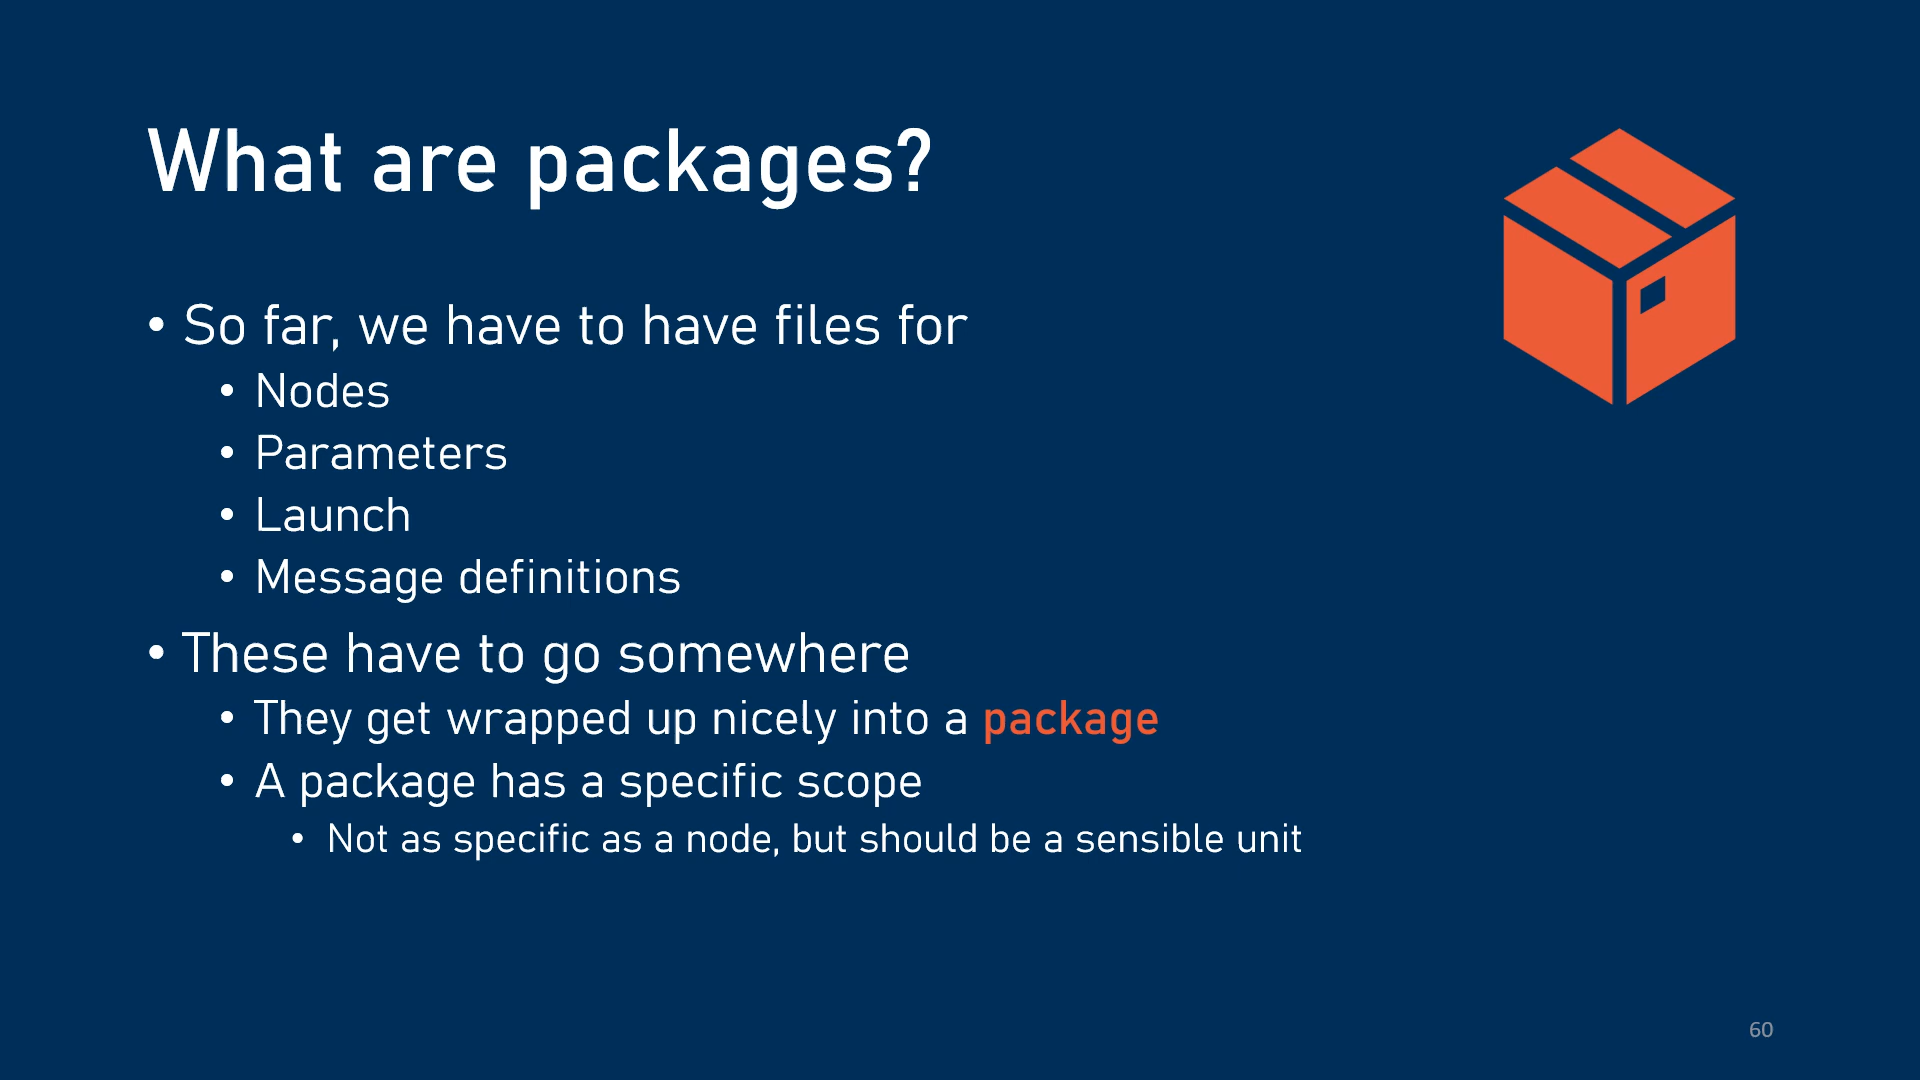 What are packages?
• So far, we have to have files for
• Nodes
• Parameters
• Launch
• Message definitions
• These have to go somewhere
• They get wrapped up nicely into a package
• A package has a specific scope
• Not as specific as a node, but should be a sensible unit
60